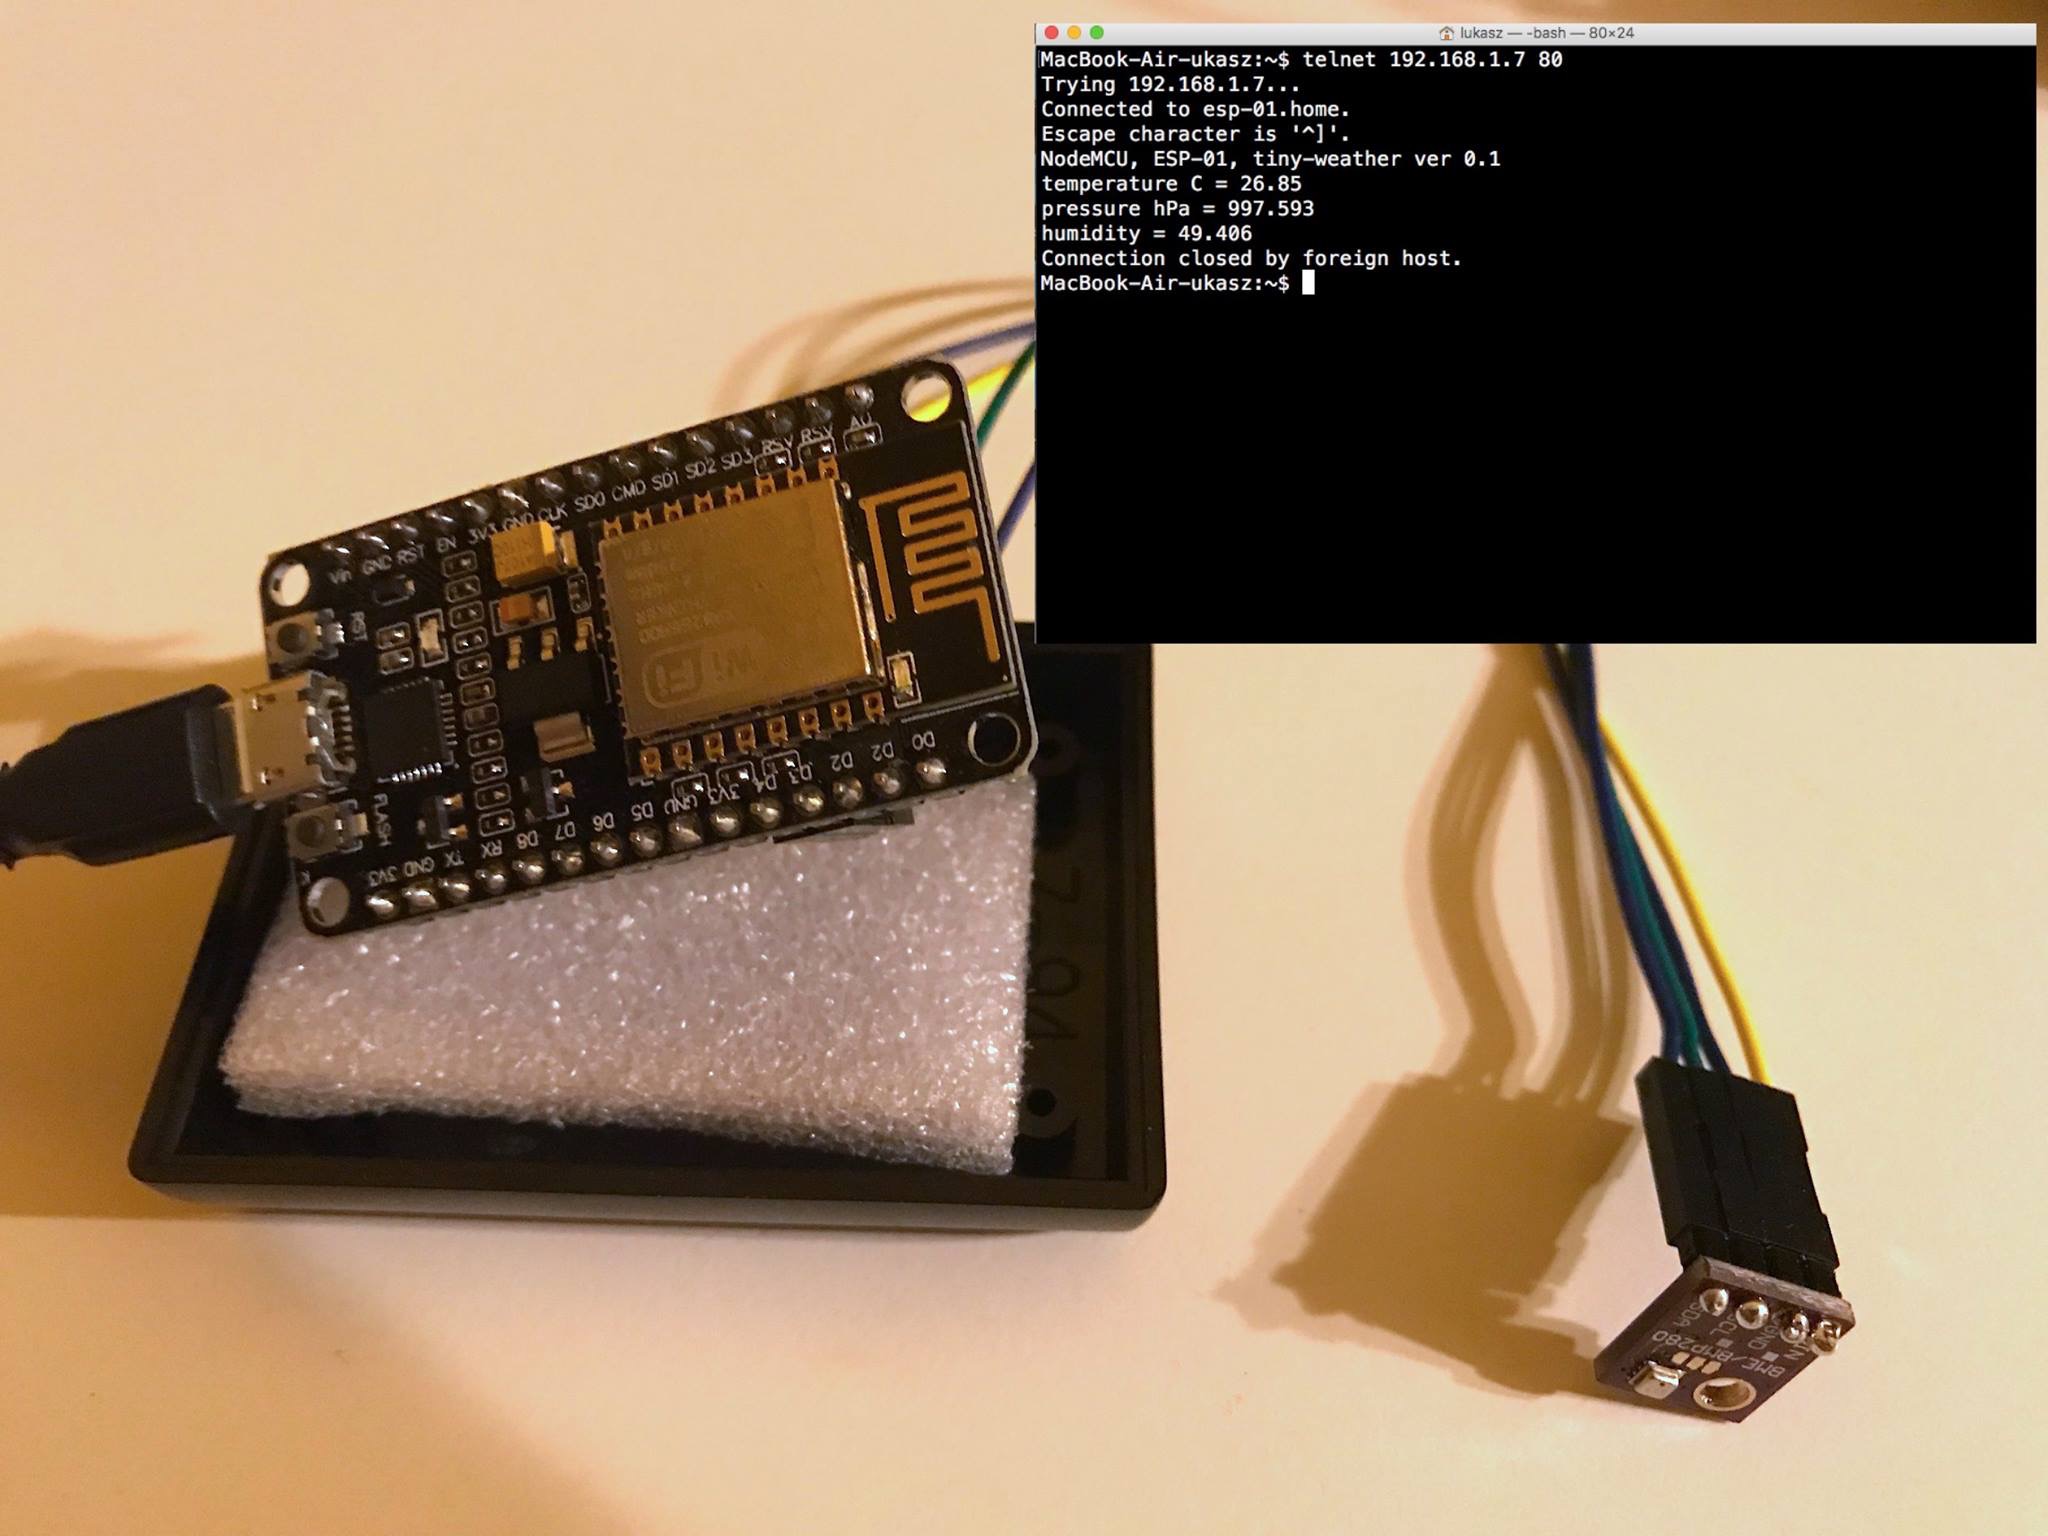 lukasz — -bash — 80×24
MacBook-Air-ukasz:~$ telnet 192.168.1.7 80
Trying 192.168.1.7...
Connected to esp-01.home.
Escape character is '^]'.
NodeMCU, ESP-01, tiny-weather ver 0.1
temperature C = 26.85
pressure hPa = 997.593
humidity = 49.406
Connection closed by foreign host.
MacBook-Air-ukasz:~$
Vin GND RST EN 3V3 GND CLK SD0 CMD SD1 SD2 SD3 RSV RSV A0
RST
WiFi
FLASH
3V3 GND TX RX D8 D7 D6 D5 GND 3V3 D4 D3 D2 D2 D0
SDA SCL GND
BME/BMP280